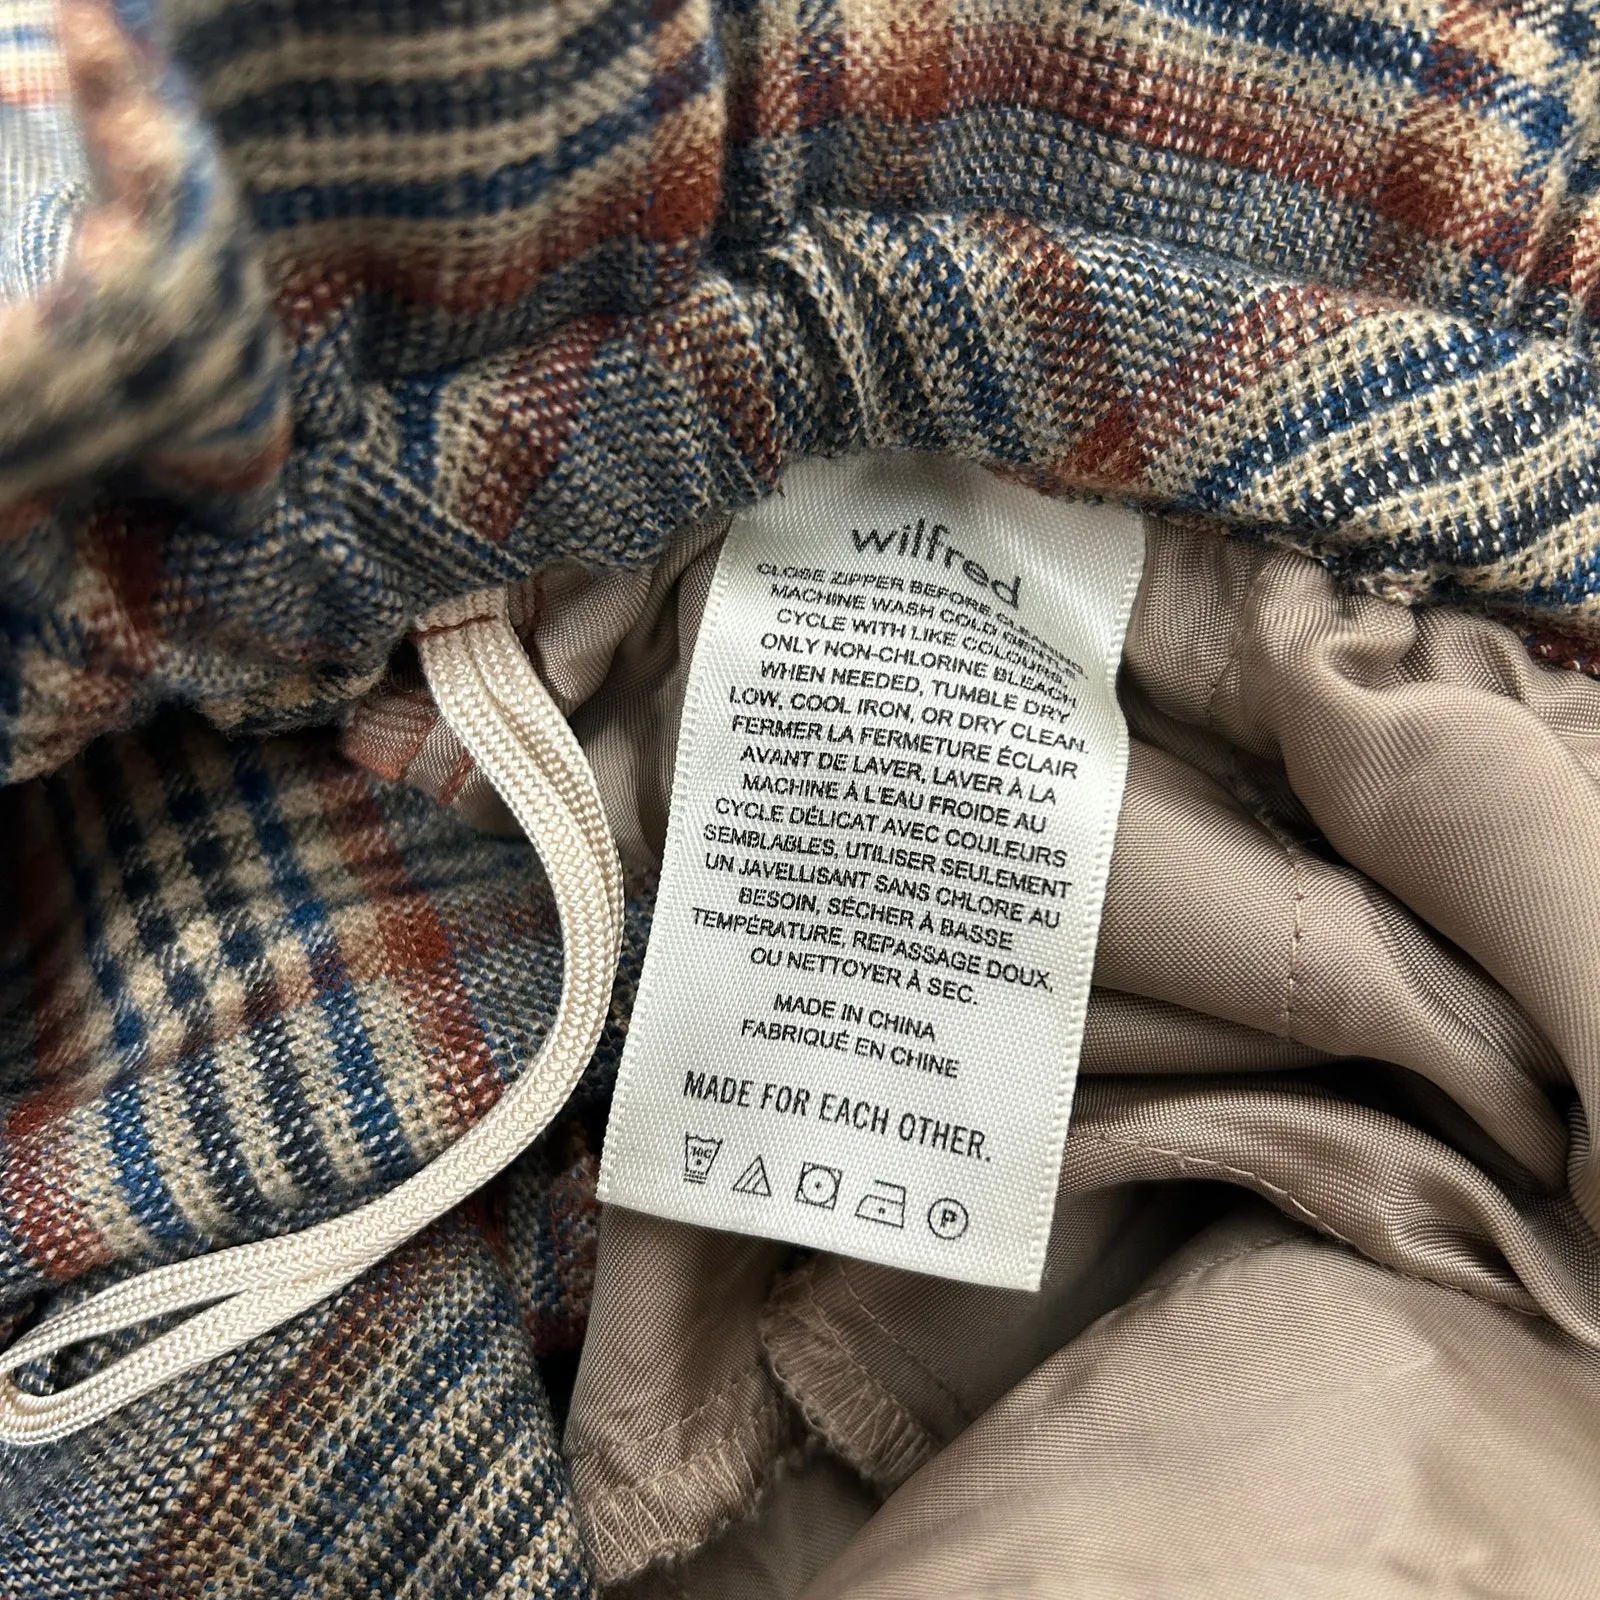 wilfred
CLOSE ZIPPER BEFORE CLEANING
MACHINE WASH COLD GENTLE
CYCLE WITH LIKE COLOURS,
ONLY NON-CHLORINE BLEACH
WHEN NEEDED, TUMBLE DRY
LOW, COOL IRON, OR DRY CLEAN.
FERMER LA FERMETURE ÉCLAIR
AVANT DE LAVER, LAVER À LA
MACHINE À L'EAU FROIDE AU
CYCLE DÉLICAT AVEC COULEURS
SEMBLABLES, UTILISER SEULEMENT
UN JAVELLISANT SANS CHLORE AU
BESOIN, SÉCHER À BASSE
TEMPÉRATURE, REPASSAGE DOUX,
OU NETTOYER À SEC.
MADE IN CHINA
FABRIQUÉ EN CHINE
MADE FOR EACH OTHER.
30C
P